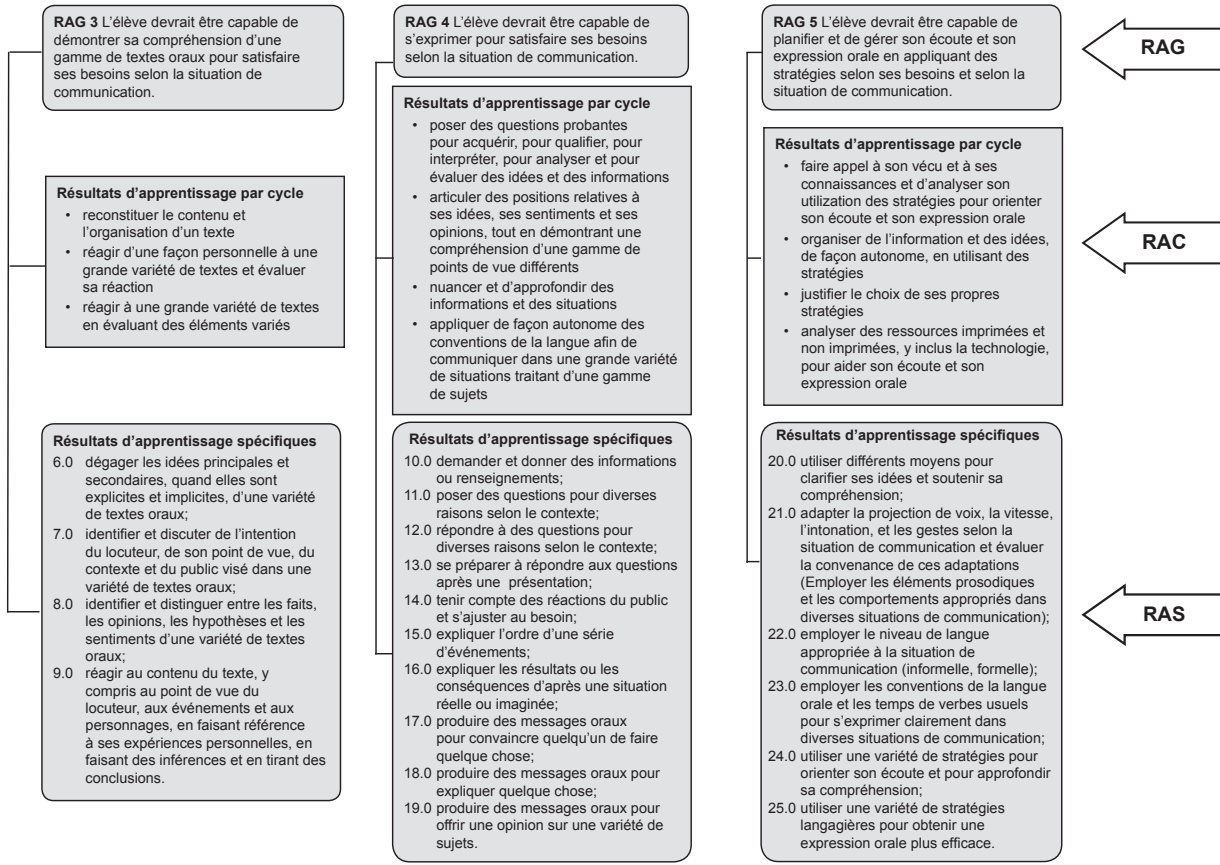 RAG 3 L'élève devrait être capable de
démontrer sa compréhension d'une
gamme de textes oraux pour satisfaire
ses besoins selon la situation de
communication.
Résultats d'apprentissage par cycle
• reconstituer le contenu et
l'organisation d'un texte
• réagir d'une façon personnelle à une
grande variété de textes et évaluer
sa réaction
• réagir à une grande variété de textes
en évaluant des éléments variés
Résultats d'apprentissage spécifiques
6.0 dégager les idées principales et
secondaires, quand elles sont
explicites et implicites, d'une variété
de textes oraux;
7.0 identifier et discuter de l'intention
du locuteur, de son point de vue, du
contexte et du public visé dans une
variété de textes oraux;
8.0 identifier et distinguer entre les faits,
les opinions, les hypothèses et les
sentiments d'une variété de textes
oraux;
9.0 réagir au contenu du texte, y
compris au point de vue du
locuteur, aux événements et aux
personnages, en faisant référence
à ses expériences personnelles, en
faisant des inférences et en tirant des
conclusions.
RAG 4 L'élève devrait être capable de
s'exprimer pour satisfaire ses besoins
selon la situation de communication.
Résultats d'apprentissage par cycle
• poser des questions probantes
pour acquérir, pour qualifier, pour
interpréter, pour analyser et pour
évaluer des idées et des informations
• articuler des positions relatives à
ses idées, ses sentiments et ses
opinions, tout en démontrant une
compréhension d'une gamme de
points de vue différents
• nuancer et d'approfondir des
informations et des situations
• appliquer de façon autonome des
conventions de la langue afin de
communiquer dans une grande variété
de situations traitant d'une gamme
de sujets
Résultats d'apprentissage spécifiques
10.0 demander et donner des informations
ou renseignements;
11.0 poser des questions pour diverses
raisons selon le contexte;
12.0 répondre à des questions pour
diverses raisons selon le contexte;
13.0 se préparer à répondre aux questions
après une présentation;
14.0 tenir compte des réactions du public
et s'ajuster au besoin;
15.0 expliquer l'ordre d'une série
d'événements;
16.0 expliquer les résultats ou les
conséquences d'après une situation
réelle ou imaginée;
17.0 produire des messages oraux
pour convaincre quelqu'un de faire
quelque chose;
18.0 produire des messages oraux pour
expliquer quelque chose;
19.0 produire des messages oraux pour
offrir une opinion sur une variété de
sujets.
RAG 5 L'élève devrait être capable de
planifier et de gérer son écoute et son
expression orale en appliquant des
stratégies selon ses besoins et selon la
situation de communication.
Résultats d'apprentissage par cycle
• faire appel à son vécu et à ses
connaissances et d'analyser son
utilisation des stratégies pour orienter
son écoute et son expression orale
• organiser de l'information et des idées,
de façon autonome, en utilisant des
stratégies
• justifier le choix de ses propres
stratégies
• analyser des ressources imprimées et
non imprimées, y inclus la technologie,
pour aider son écoute et son
expression orale
Résultats d'apprentissage spécifiques
20.0 utiliser différents moyens pour
clarifier ses idées et soutenir sa
compréhension;
21.0 adapter la projection de voix, la vitesse,
l'intonation, et les gestes selon la
situation de communication et évaluer
la convenance de ces adaptations
(Employer les éléments prosodiques
et les comportements appropriés dans
diverses situations de communication);
22.0 employer le niveau de langue
appropriée à la situation de
communication (informelle, formelle);
23.0 employer les conventions de la langue
orale et les temps de verbes usuels
pour s'exprimer clairement dans
diverses situations de communication;
24.0 utiliser une variété de stratégies pour
orienter son écoute et pour approfondir
sa compréhension;
25.0 utiliser une variété de stratégies
langagières pour obtenir une
expression orale plus efficace.
RAG
RAC
RAS